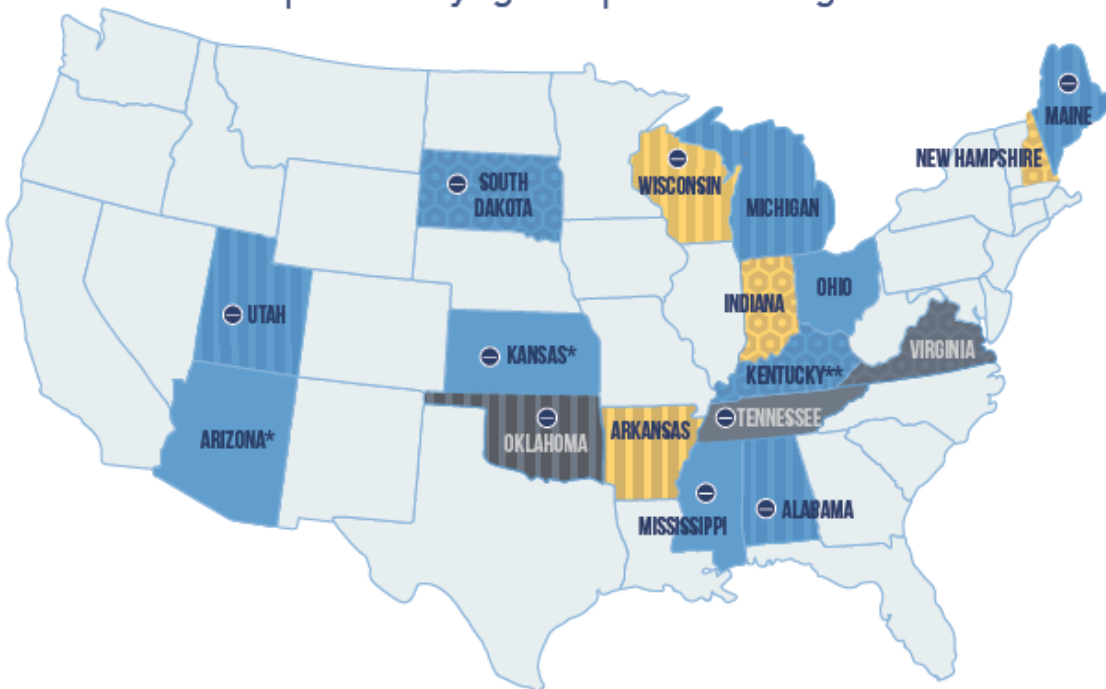 MAINE
NEW HAMPSHIRE
WISCONSIN
SOUTH
DAKOTA
MICHIGAN
INDIANA
OHIO
UTAH
KANSAS*
VIRGINIA
KENTUCKY**
ARIZONA*
OKLAHOMA
ARKANSAS
TENNESSEE
MISSISSIPPI
ALABAMA